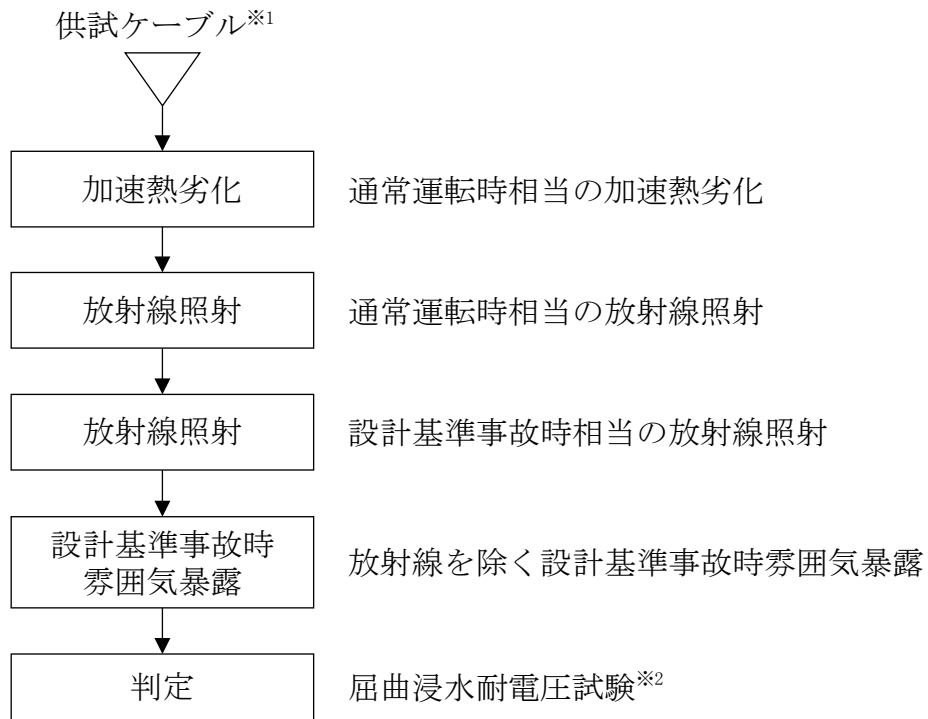 供試ケーブル※1
加速熱劣化 通常運転時相当の加速熱劣化
放射線照射 通常運転時相当の放射線照射
放射線照射 設計基準事故時相当の放射線照射
設計基準事故時
雰囲気暴露
放射線を除く設計基準事故時雰囲気暴露
判定 屈曲浸水耐電圧試験※2